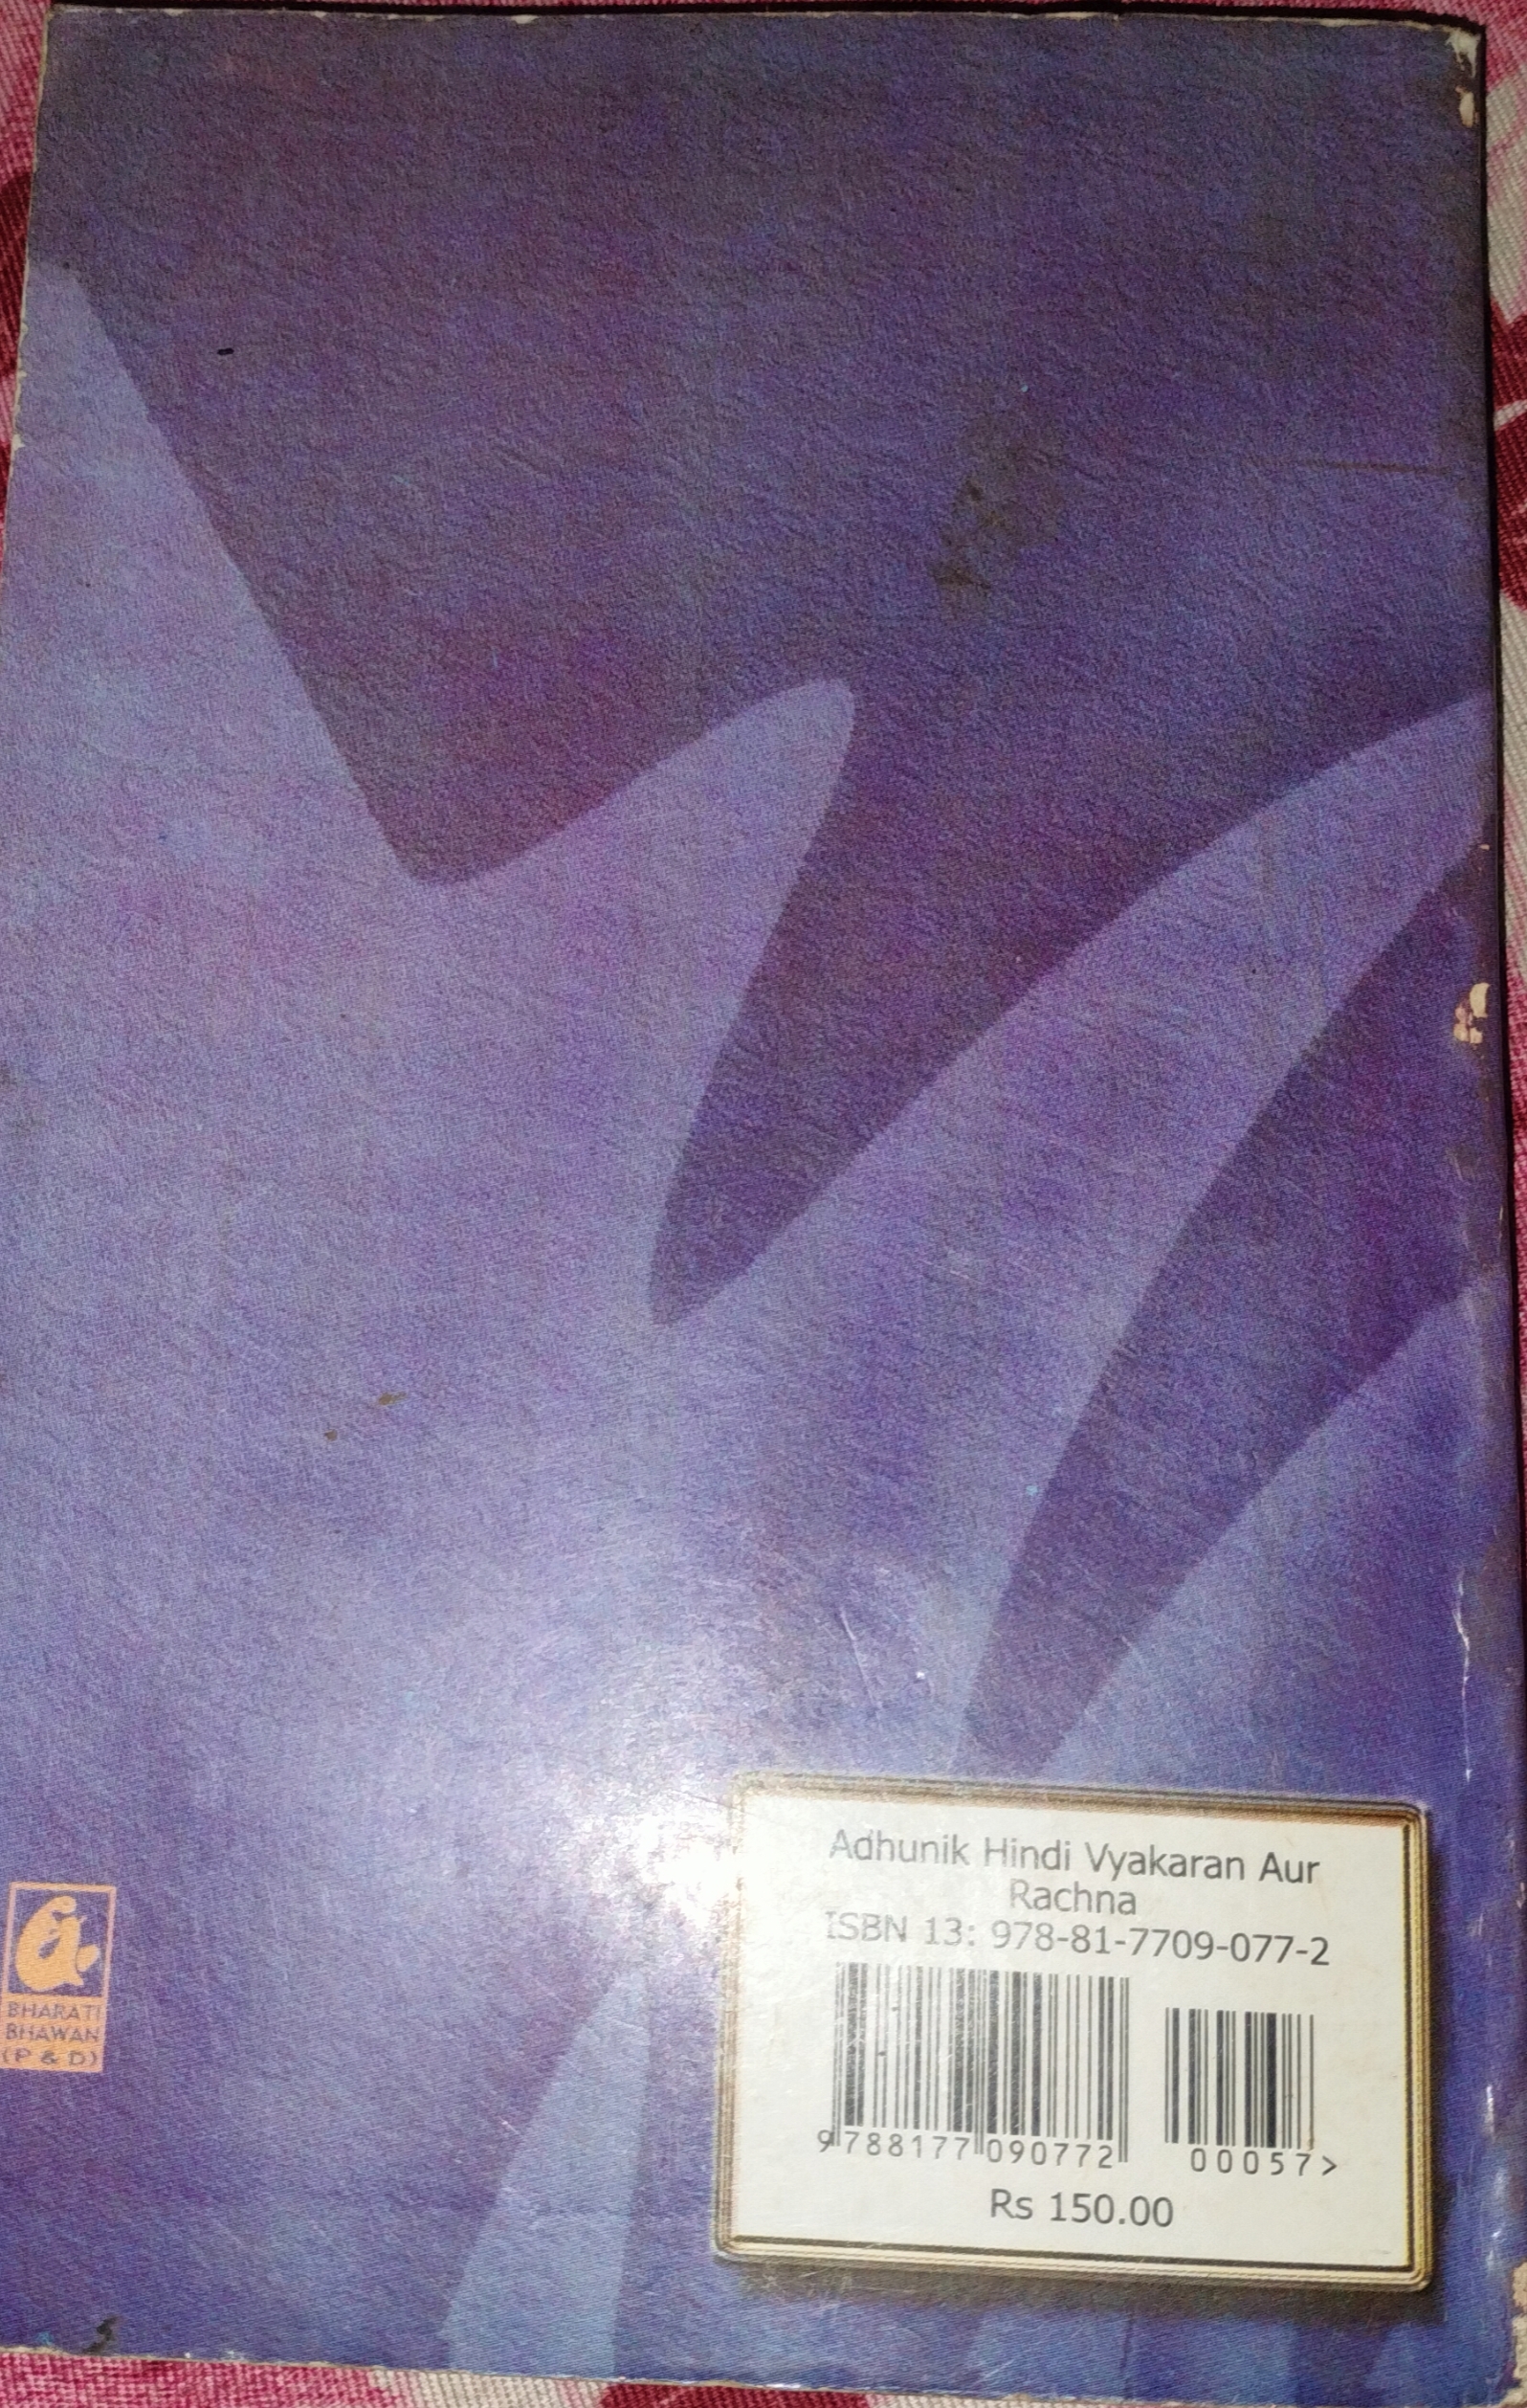 Adhunik Hindi Vyakaran Aur
Rachna
ISBN 13: 978-81-7709-077-2
9788177090772
00057>
Rs 150.00
BHARATI
BHAWAN
(P & D)